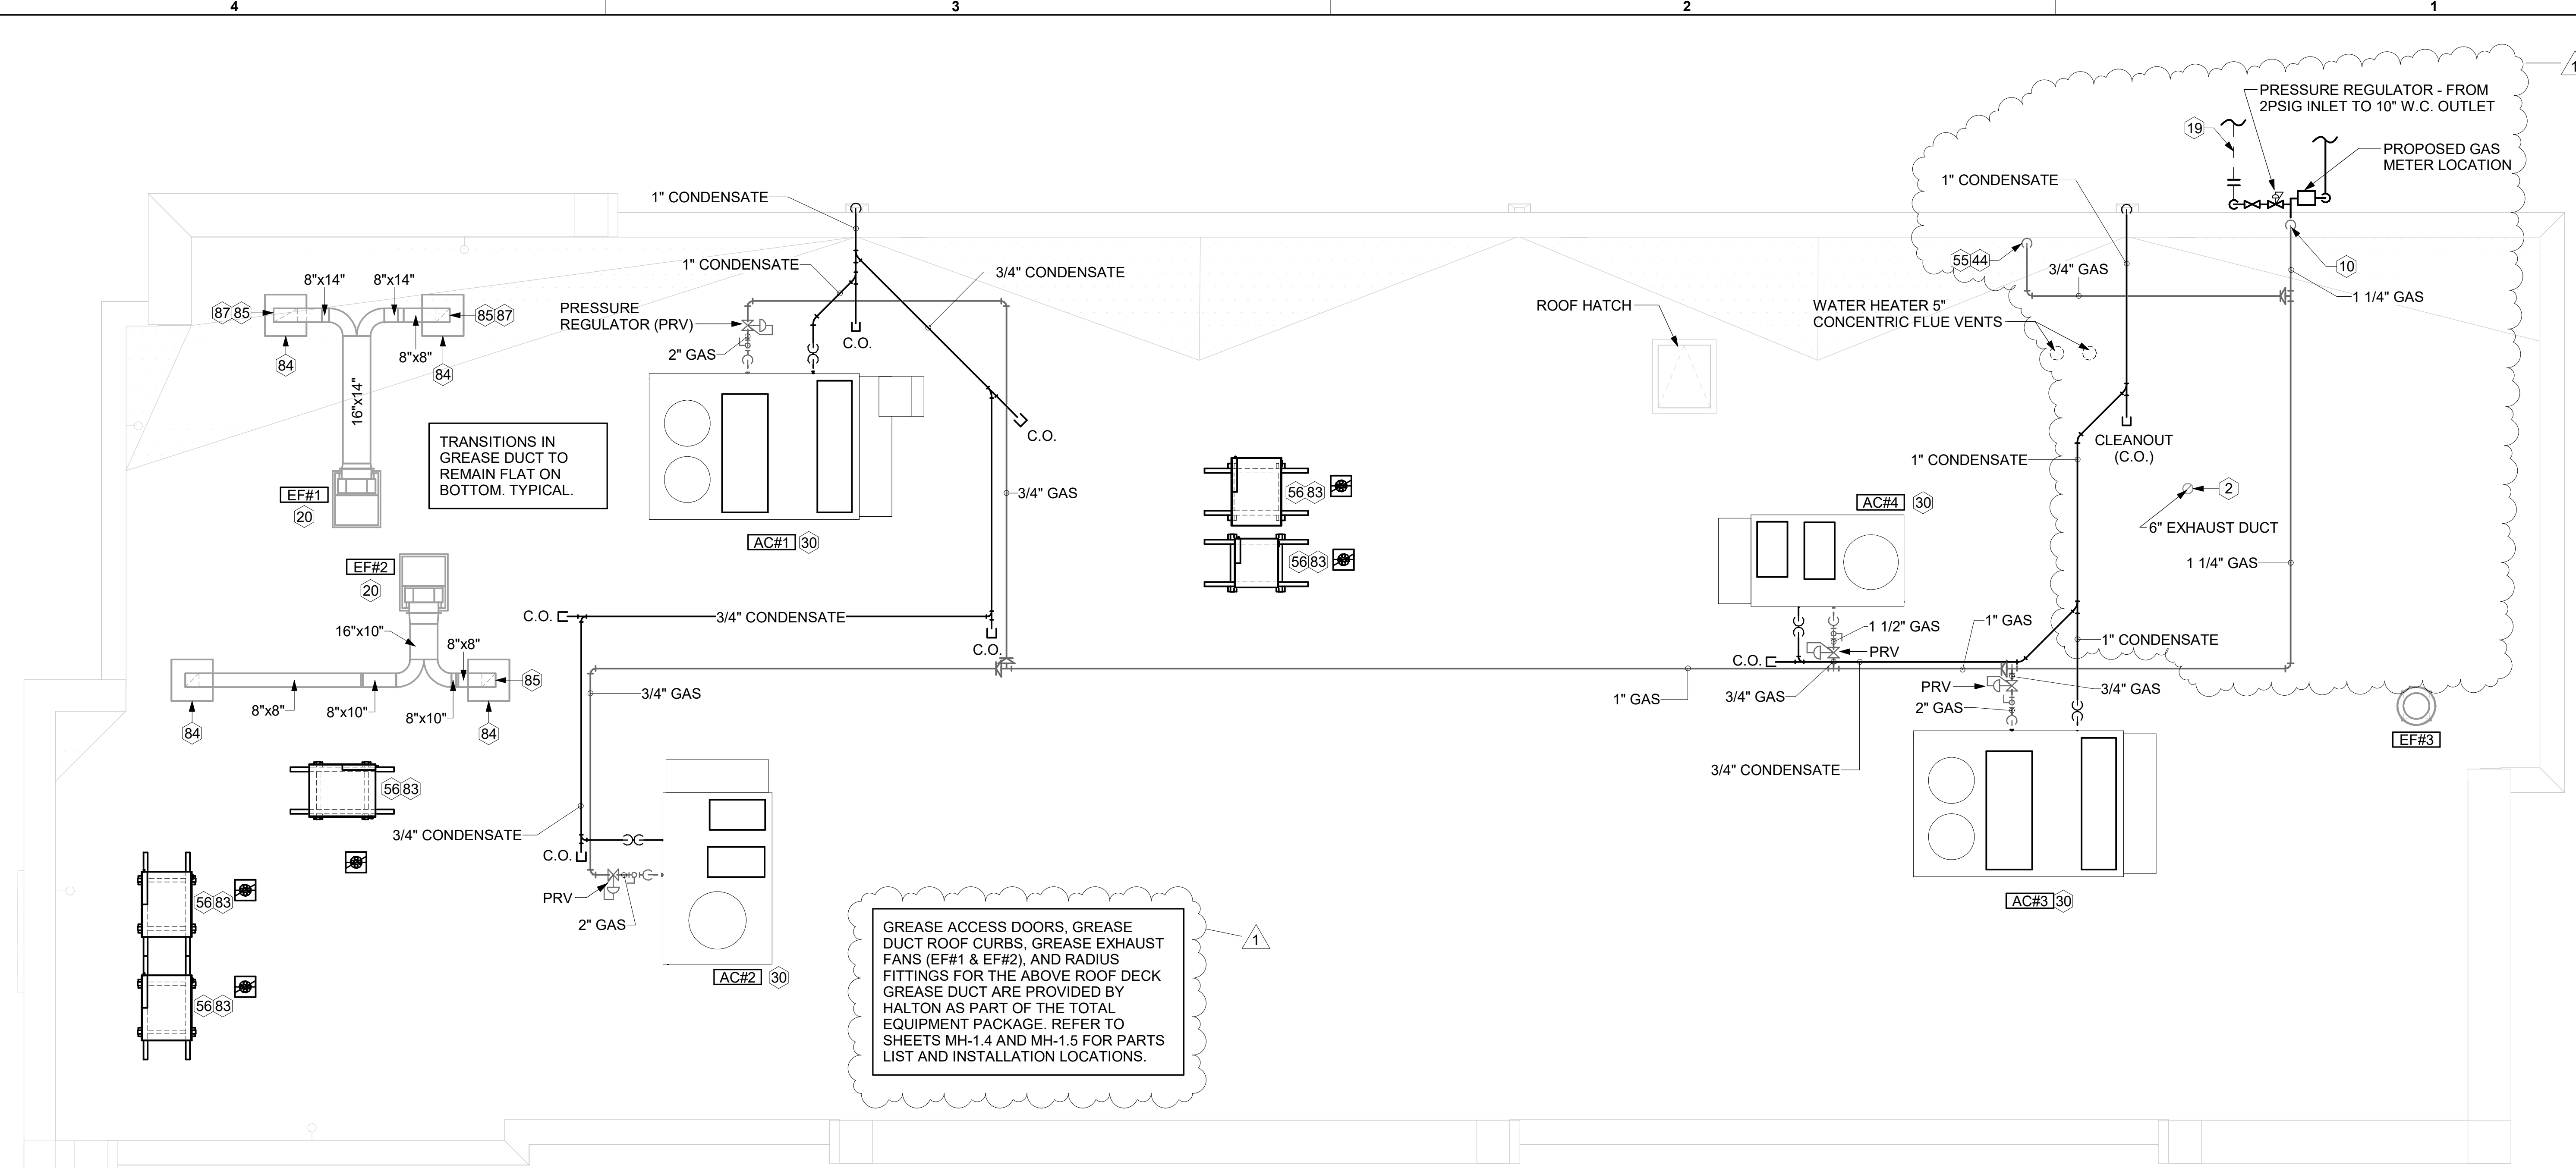 4
3
2
1
1
PRESSURE REGULATOR - FROM
2PSIG INLET TO 10" W.C. OUTLET
19
PROPOSED GAS
METER LOCATION
1" CONDENSATE
1" CONDENSATE
1" CONDENSATE
3/4" CONDENSATE
55 44
3/4" GAS
10
1 1/4" GAS
8"x14"
8"x14"
87 85
85 87
8"x8"
84
84
16"x14"
PRESSURE
REGULATOR (PRV)
2" GAS
C.O.
ROOF HATCH
WATER HEATER 5"
CONCENTRIC FLUE VENTS
TRANSITIONS IN
GREASE DUCT TO
REMAIN FLAT ON
BOTTOM. TYPICAL.
C.O.
CLEANOUT
(C.O.)
1" CONDENSATE
EF#1
20
3/4" GAS
56 83
2
6" EXHAUST DUCT
AC#4 30
AC#1 30
56 83
1 1/4" GAS
EF#2
20
C.O.
3/4" CONDENSATE
16"x10"
8"x8"
C.O.
1 1/2" GAS
1" GAS
PRV
1" CONDENSATE
C.O.
85
8"x8"
8"x10"
8"x10"
84
84
3/4" GAS
1" GAS
3/4" GAS
PRV
3/4" GAS
2" GAS
EF#3
3/4" CONDENSATE
56 83
3/4" CONDENSATE
C.O.
PRV
2" GAS
56 83
AC#3 30
AC#2 30
56 83
GREASE ACCESS DOORS, GREASE
DUCT ROOF CURBS, GREASE EXHAUST
FANS (EF#1 & EF#2), AND RADIUS
FITTINGS FOR THE ABOVE ROOF DECK
GREASE DUCT ARE PROVIDED BY
HALTON AS PART OF THE TOTAL
EQUIPMENT PACKAGE. REFER TO
SHEETS MH-1.4 AND MH-1.5 FOR PARTS
LIST AND INSTALLATION LOCATIONS.
1